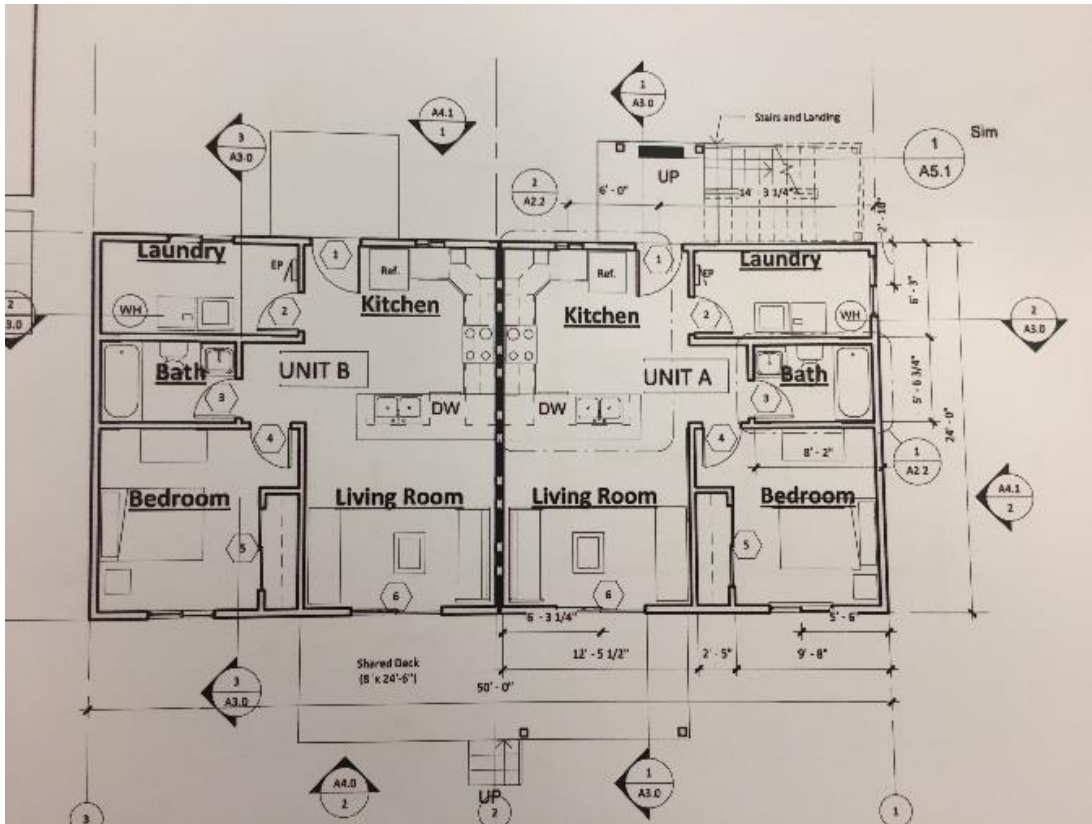 1
A3.0
Stairs and Landing
Sim
A4.1
1
3
A3.0
1
A5.1
2
A2.2
6' - 0"
UP
14' - 3 1/4"
2' - 10"
Laundry
EP
1
Ref.
Kitchen
2
WH
Kitchen
Ref.
1
EP
Laundry
2
WH
6' - 3"
2
3.0
2
A3.0
Bath
3
UNIT B
DW
DW
UNIT A
Bath
3
5' - 6 3/4"
24' - 0"
4
4
8' - 2"
1
A2.2
Bedroom
Living Room
Living Room
Bedroom
A4.1
2
5
5
6
6
6 - 3 1/4"
5' - 6"
12' - 5 1/2"
2' - 5"
9' - 8"
Shared Deck
(8' x 24'-6")
50' - 0"
3
A3.0
A4.0
2
UP
1
A3.0
3
2
1